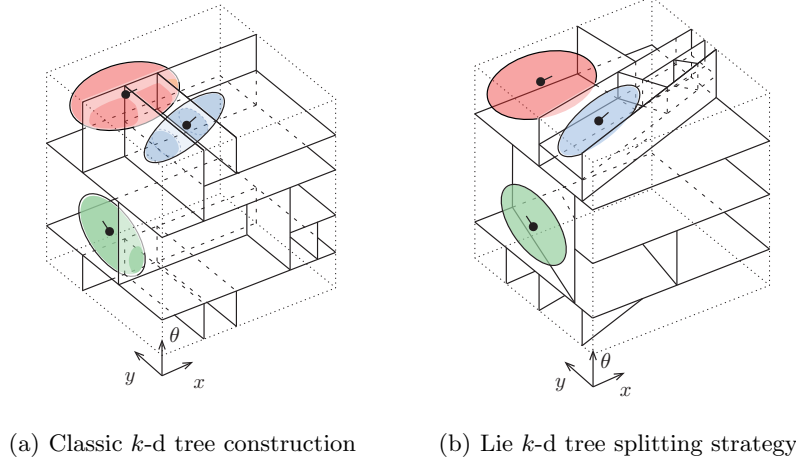 θ
y
x
θ
y
x
(a) Classic k-d tree construction
(b) Lie k-d tree splitting strategy